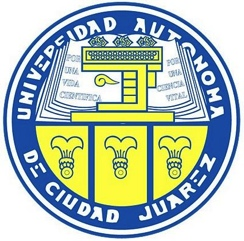 UNIVERSIDAD AUTONOMA
DE CIUDAD JUAREZ
POR
UNA
VIDA
CIENTIFICA
POR
UNA
CIENCIA
VITAL